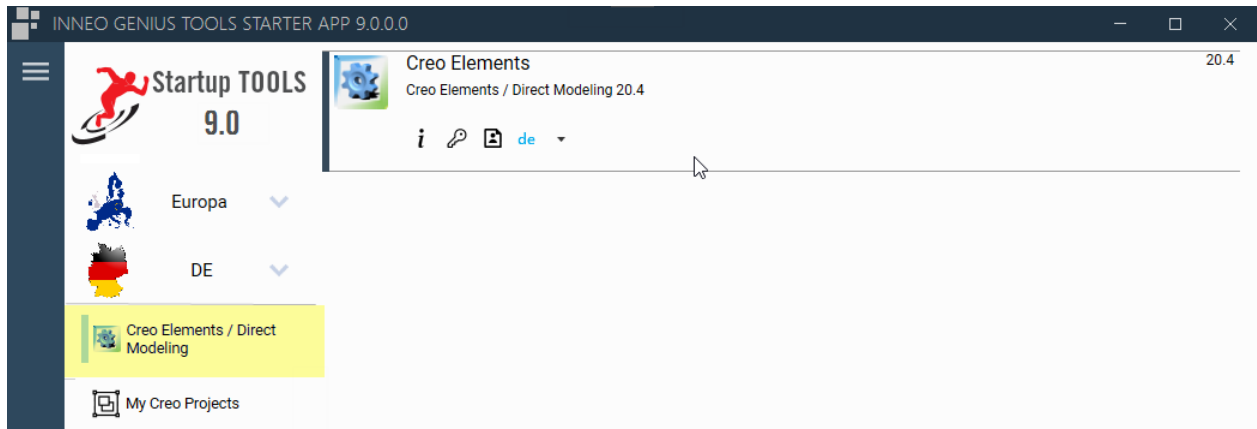 INNEO GENIUS TOOLS STARTER APP 9.0.0.0
Startup TOOLS
9.0
Europa
DE
Creo Elements / Direct
Modeling
My Creo Projects
Creo Elements
20.4
Creo Elements / Direct Modeling 20.4
i
de